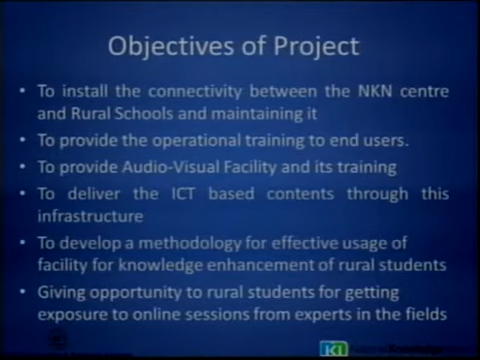 Objectives of Project
• To install the connectivity between the NKN centre
and Rural Schools and maintaining it
• To provide the operational training to end users.
• To provide Audio-Visual Facility and its training
• To deliver the ICT based contents through this
infrastructure
• To develop a methodology for effective usage of
facility for knowledge enhancement of rural students
• Giving opportunity to rural students for getting
exposure to online sessions from experts in the fields